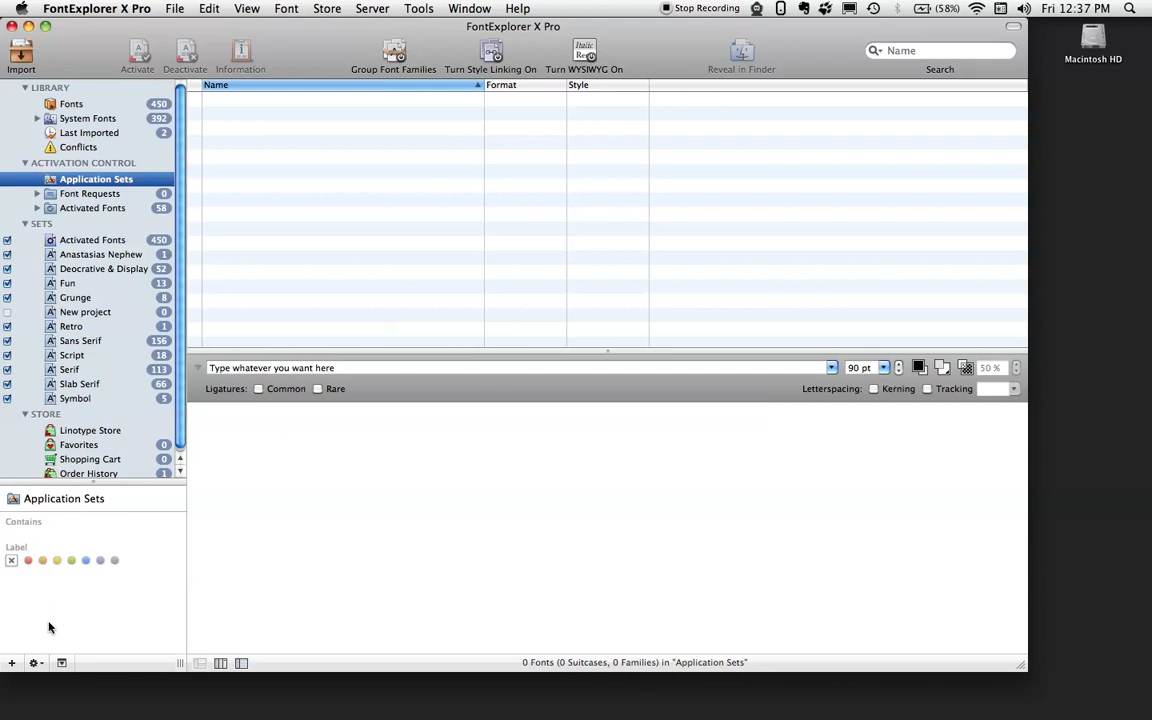 FontExplorer X Pro File Edit View Font Store Server Tools Window Help Stop Recording (58%) Fri 12:37 PM
FontExplorer X Pro
Import Activate Deactivate Information Group Font Families Turn Style Linking On Turn WYSIWYG On Reveal in Finder Name Search
Macintosh HD
Name Format Style
LIBRARY
Fonts 450
System Fonts 392
Last Imported 2
Conflicts
ACTIVATION CONTROL
Application Sets
Font Requests 0
Activated Fonts 58
SETS
Activated Fonts 450
Anastasias Nephew 1
Deocrative & Display 52
Fun 13
Grunge 8
New project 0
Retro 1
Sans Serif 156
Script 18
Serif 113
Slab Serif 66
Symbol 5
STORE
Linotype Store
Favorites 0
Shopping Cart 0
Order History 1
Type whatever you want here 90 pt 50 %
Ligatures: Common Rare Letterspacing: Kerning Tracking
Application Sets
Contains
Label
0 Fonts (0 Suitcases, 0 Families) in "Application Sets"